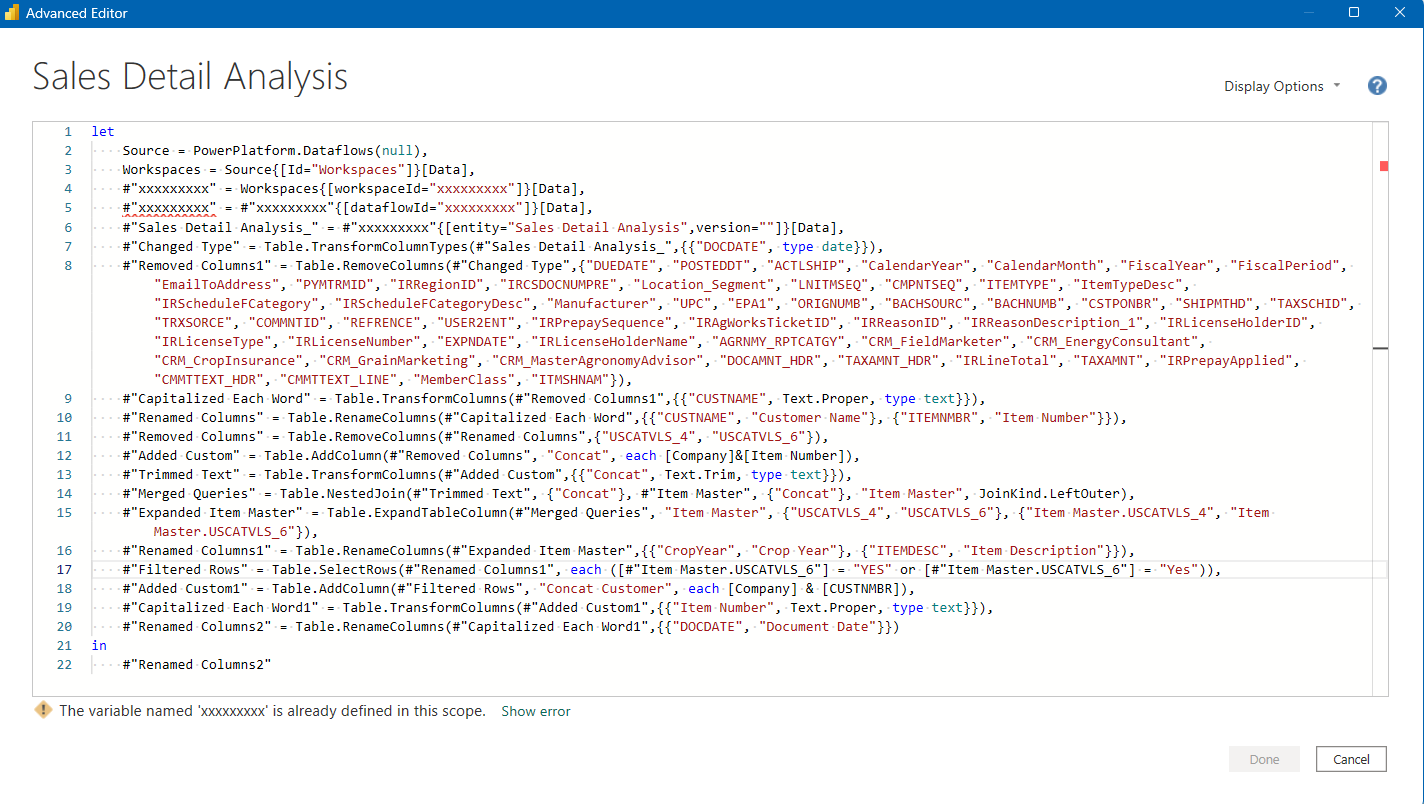 Advanced Editor
Sales Detail Analysis
Display Options
?
1 let
2 Source = PowerPlatform.Dataflows(null),
3 Workspaces = Source{[Id="Workspaces"]}[Data],
4 #"xxxxxxxxx" = Workspaces{[workspaceId="xxxxxxxxx"]}[Data],
5 #"xxxxxxxxx" = #"xxxxxxxxx"{[dataflowId="xxxxxxxxx"]}[Data],
6 #"Sales Detail Analysis_" = #"xxxxxxxxx"{[entity="Sales Detail Analysis",version=""]}[Data],
7 #"Changed Type" = Table.TransformColumnTypes(#"Sales Detail Analysis_",{{"DOCDATE", type date}}),
8 #"Removed Columns1" = Table.RemoveColumns(#"Changed Type",{"DUEDATE", "POSTEDDT", "ACTLSHIP", "CalendarYear", "CalendarMonth", "FiscalYear", "FiscalPeriod",
"EmailToAddress", "PYMTRMID", "IRRegionID", "IRCSDOCNUMPRE", "Location_Segment", "LNITMSEQ", "CMPNTSEQ", "ITEMTYPE", "ItemTypeDesc",
"IRScheduleFCategory", "IRScheduleFCategoryDesc", "Manufacturer", "UPC", "EPA1", "ORIGNUMB", "BACHSOURC", "BACHNUMB", "CSTPONBR", "SHIPMTHD", "TAXSCHID",
"TRXSORCE", "COMMNTID", "REFRENCE", "USER2ENT", "IRPrepaySequence", "IRAgWorksTicketID", "IRReasonID", "IRReasonDescription_1", "IRLicenseHolderID",
"IRLicenseType", "IRLicenseNumber", "EXPNDATE", "IRLicenseHolderName", "AGRNMY_RPTCATGY", "CRM_FieldMarketer", "CRM_EnergyConsultant",
"CRM_CropInsurance", "CRM_GrainMarketing", "CRM_MasterAgronomyAdvisor", "DOCAMNT_HDR", "TAXAMNT_HDR", "IRLineTotal", "TAXAMNT", "IRPrepayApplied",
"CMMTTEXT_HDR", "CMMTTEXT_LINE", "MemberClass", "ITMSHNAM"}),
9 #"Capitalized Each Word" = Table.TransformColumns(#"Removed Columns1",{{"CUSTNAME", Text.Proper, type text}}),
10 #"Renamed Columns" = Table.RenameColumns(#"Capitalized Each Word",{{"CUSTNAME", "Customer Name"}, {"ITEMNMBR", "Item Number"}}),
11 #"Removed Columns" = Table.RemoveColumns(#"Renamed Columns",{"USCATVLS_4", "USCATVLS_6"}),
12 #"Added Custom" = Table.AddColumn(#"Removed Columns", "Concat", each [Company]&[Item Number]),
13 #"Trimmed Text" = Table.TransformColumns(#"Added Custom",{{"Concat", Text.Trim, type text}}),
14 #"Merged Queries" = Table.NestedJoin(#"Trimmed Text", {"Concat"}, #"Item Master", {"Concat"}, "Item Master", JoinKind.LeftOuter),
15 #"Expanded Item Master" = Table.ExpandTableColumn(#"Merged Queries", "Item Master", {"USCATVLS_4", "USCATVLS_6"}, {"Item Master.USCATVLS_4", "Item
Master.USCATVLS_6"}),
16 #"Renamed Columns1" = Table.RenameColumns(#"Expanded Item Master",{{"CropYear", "Crop Year"}, {"ITEMDESC", "Item Description"}}),
17 #"Filtered Rows" = Table.SelectRows(#"Renamed Columns1", each ([#"Item Master.USCATVLS_6"] = "YES" or [#"Item Master.USCATVLS_6"] = "Yes")),
18 #"Added Custom1" = Table.AddColumn(#"Filtered Rows", "Concat Customer", each [Company] & [CUSTNMBR]),
19 #"Capitalized Each Word1" = Table.TransformColumns(#"Added Custom1",{{"Item Number", Text.Proper, type text}}),
20 #"Renamed Columns2" = Table.RenameColumns(#"Capitalized Each Word1",{{"DOCDATE", "Document Date"}})
21 in
22 #"Renamed Columns2"
The variable named 'xxxxxxxxx' is already defined in this scope. Show error
Done Cancel